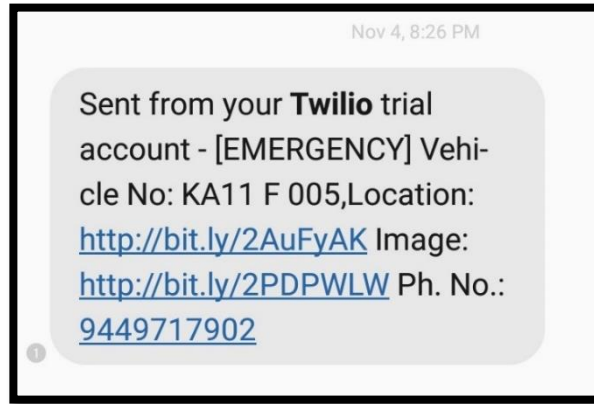 Nov 4, 8:26 PM
Sent from your Twilio trial
account - [EMERGENCY] Vehi-
cle No: KA11 F 005,Location:
http://bit.ly/2AuFyAK Image:
http://bit.ly/2PDPWLW Ph. No.:
9449717902
1